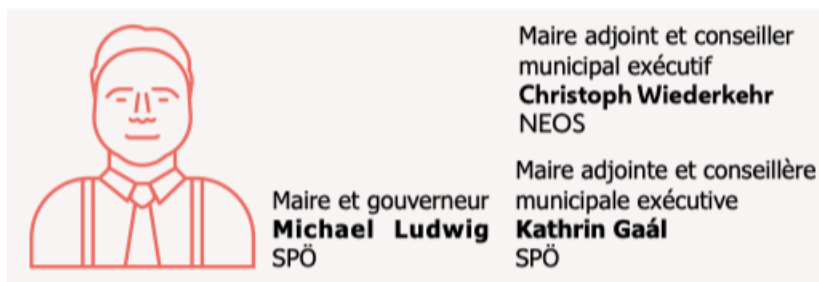 Maire et gouverneur
Michael Ludwig
SPÖ
Maire adjoint et conseiller
municipal exécutif
Christoph Wiederkehr
NEOS
Maire adjointe et conseillère
municipale exécutive
Kathrin Gaál
SPÖ